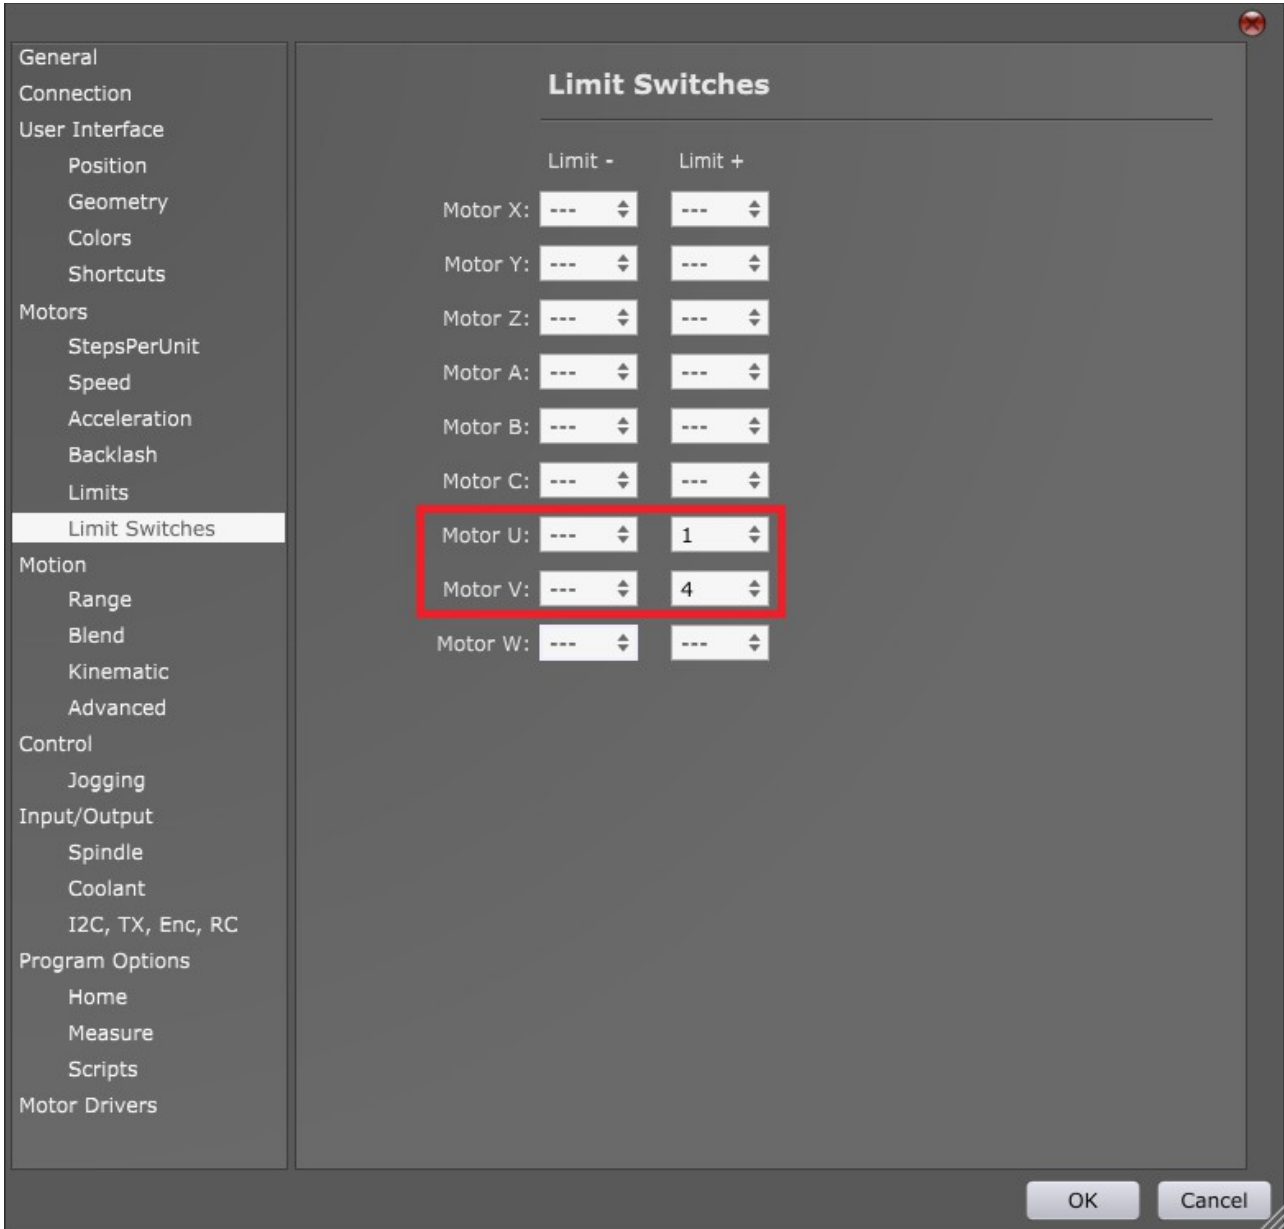 General
Connection
User Interface
Position
Geometry
Colors
Shortcuts
Motors
StepsPerUnit
Speed
Acceleration
Backlash
Limits
Limit Switches
Motion
Range
Blend
Kinematic
Advanced
Control
Jogging
Input/Output
Spindle
Coolant
I2C, TX, Enc, RC
Program Options
Home
Measure
Scripts
Motor Drivers
Limit Switches
Limit - Limit +
Motor X: --- ---
Motor Y: --- ---
Motor Z: --- ---
Motor A: --- ---
Motor B: --- ---
Motor C: --- ---
Motor U: --- 1
Motor V: --- 4
Motor W: --- ---
OK Cancel